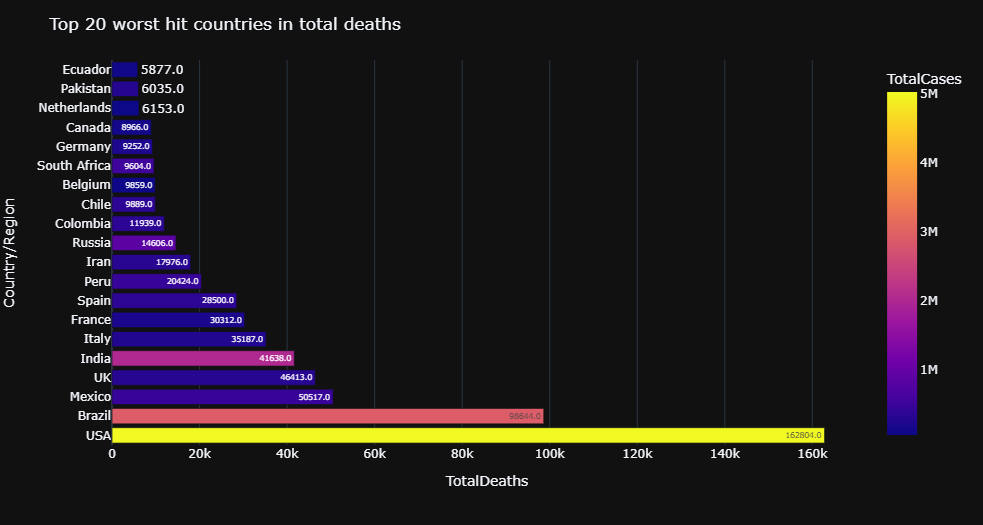 Top 20 worst hit countries in total deaths
TotalCases
5M
4M
3M
2M
1M
Country/Region
Ecuador 5877.0
Pakistan 6035.0
Netherlands 6153.0
Canada 8966.0
Germany 9252.0
South Africa 9604.0
Belgium 9859.0
Chile 9889.0
Colombia 11939.0
Russia 14606.0
Iran 17976.0
Peru 20424.0
Spain 28500.0
France 30312.0
Italy 35187.0
India 41638.0
UK 46413.0
Mexico 50517.0
Brazil 98644.0
USA 162804.0
0 20k 40k 60k 80k 100k 120k 140k 160k
TotalDeaths